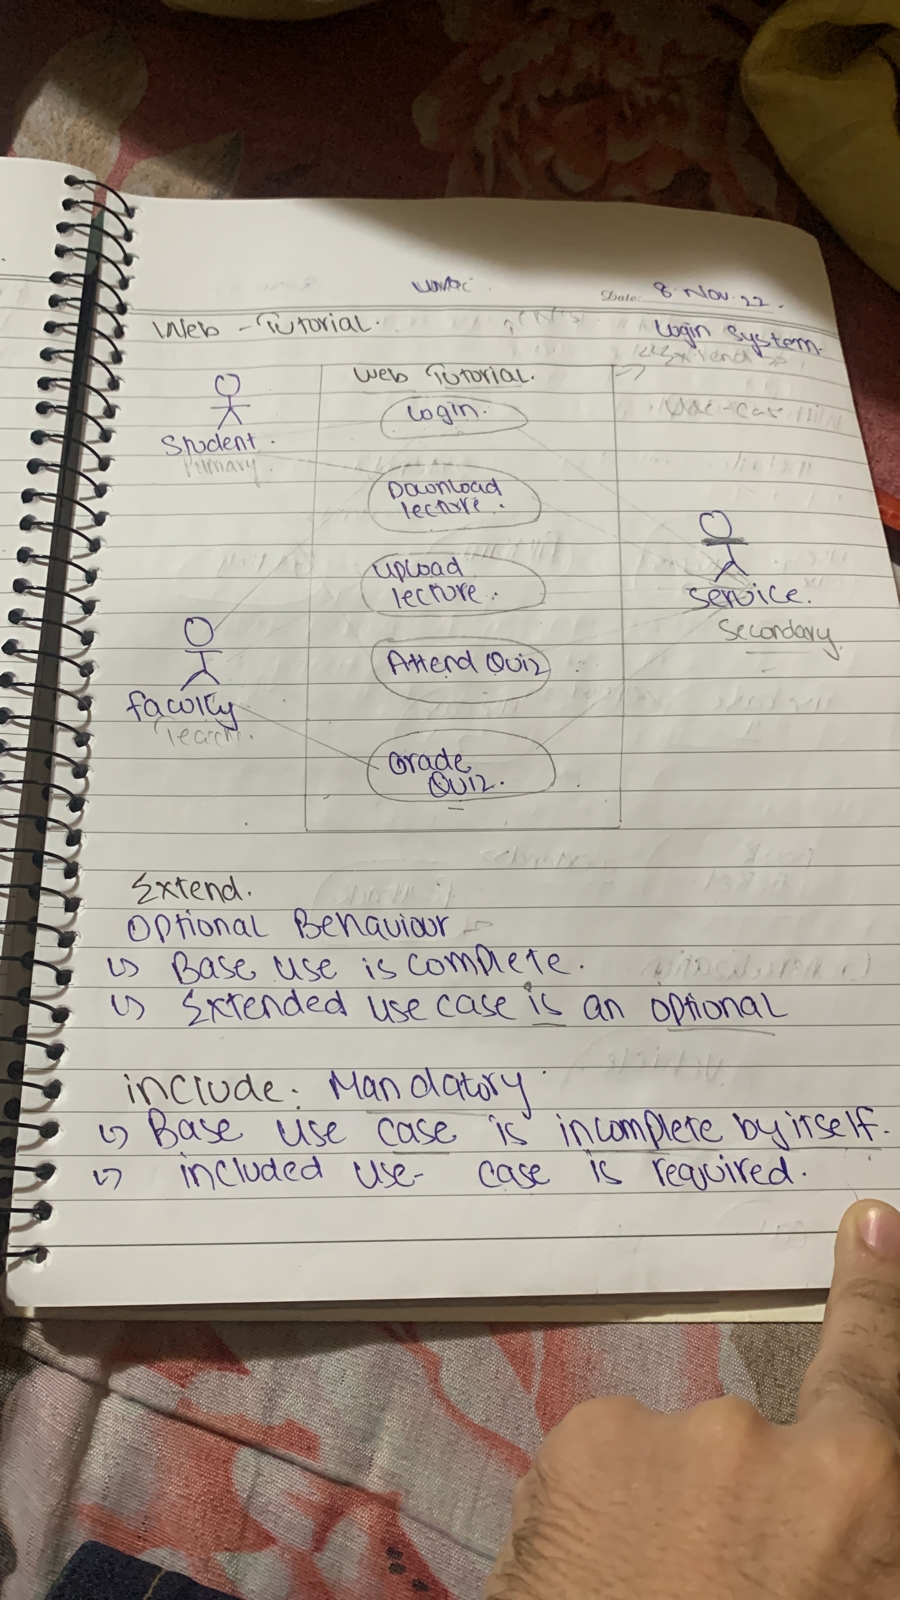 Date: 8. Nov. 22.
Web - Tutorial.
Login System.
<<Extend>>
Web Tutorial.
Login.
Student.
Primary.
Download
lecture.
Upload
lecture.
Service.
Secondary
Attend Quiz
faculty
Grade
Quiz.
Extend.
Optional Behaviour
↳ Base use is complete.
↳ Extended use case is an optional
include: Mandatory
↳ Base use case is incomplete by itself.
↳ included use- case is required.